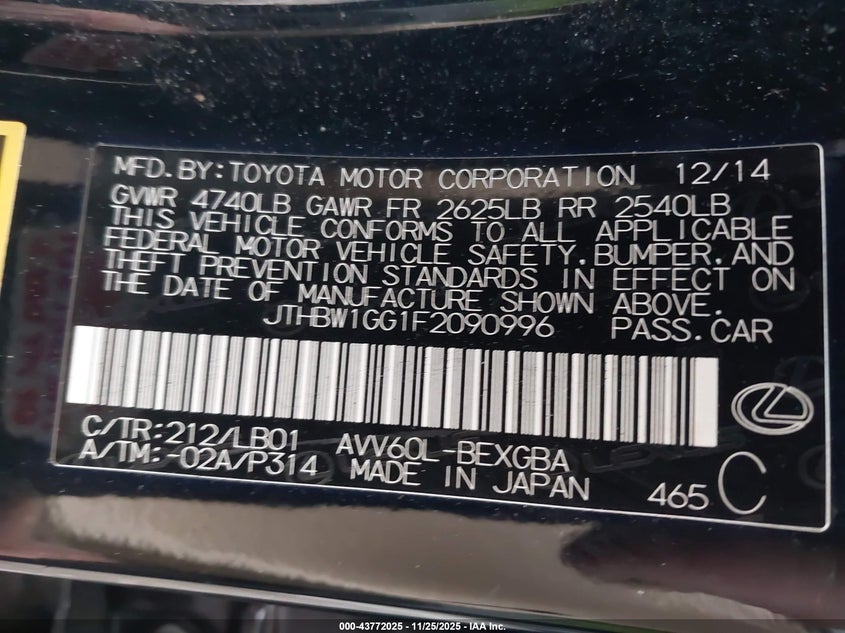 MFD.BY:TOYOTA MOTOR CORPORATION 12/14
GVWR 4740LB GAWR FR 2625LB RR 2540LB
THIS VEHICLE CONFORMS TO ALL APPLICABLE
FEDERAL MOTOR VEHICLE SAFETY.BUMPER.AND
THEFT PREVENTION STANDARDS IN EFFECT ON
THE DATE OF MANUFACTURE SHOWN ABOVE.
JTHBW1GG1F2090996 PASS.CAR
C/TR:212/LB01 AVV60L-BEXGBA
A/TM:-02A/P314 MADE IN JAPAN 465 C
000-43772025 | 11/25/2025 - IAA Inc.